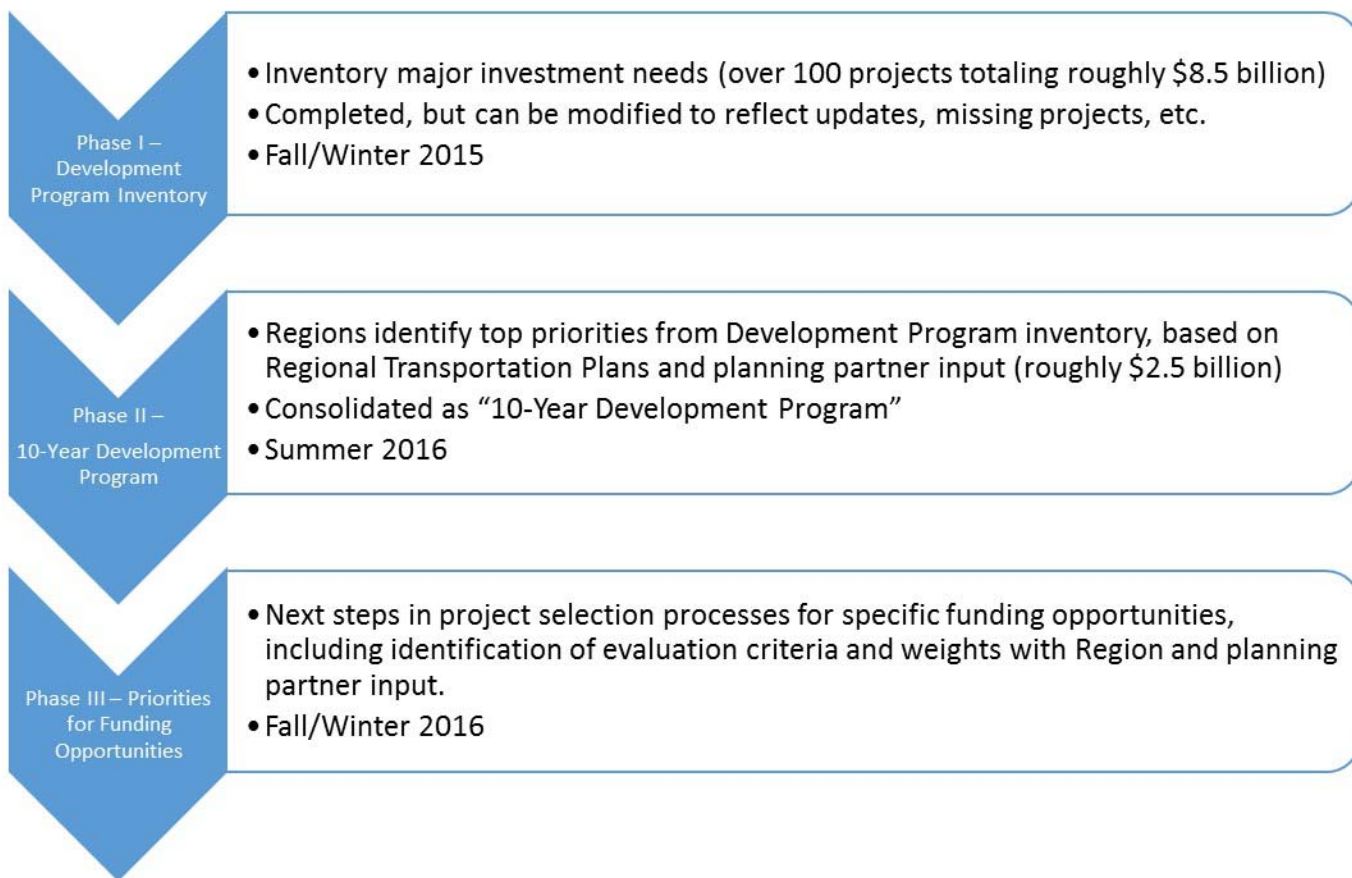 Phase I –
Development
Program Inventory
• Inventory major investment needs (over 100 projects totaling roughly $8.5 billion)
• Completed, but can be modified to reflect updates, missing projects, etc.
• Fall/Winter 2015
Phase II –
10-Year Development
Program
• Regions identify top priorities from Development Program inventory, based on
Regional Transportation Plans and planning partner input (roughly $2.5 billion)
• Consolidated as “10-Year Development Program”
• Summer 2016
Phase III – Priorities
for Funding
Opportunities
• Next steps in project selection processes for specific funding opportunities,
including identification of evaluation criteria and weights with Region and planning
partner input.
• Fall/Winter 2016